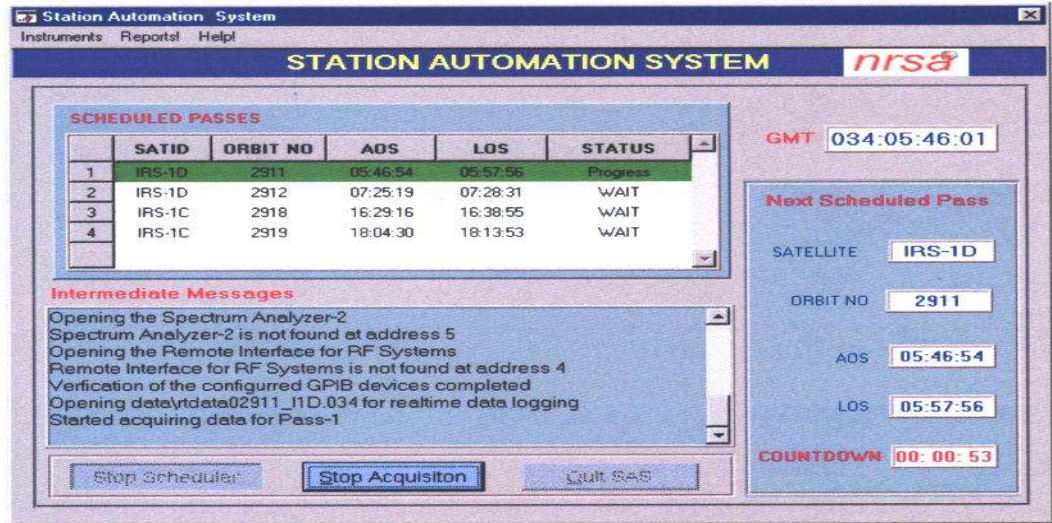 Station Automation System
Instruments Reports! Help!
STATION AUTOMATION SYSTEM nrsa
SCHEDULED PASSES
SATID ORBIT NO AOS LOS STATUS
1 IRS-1D 2911 05:46:54 05:57:56 Progress
2 IRS-1D 2912 07:25:19 07:28:31 WAIT
3 IRS-1C 2918 16:29:16 16:38:55 WAIT
4 IRS-1C 2919 18:04:30 18:13:53 WAIT
GMT 034:05:46:01
Next Scheduled Pass
SATELLITE IRS-1D
ORBIT NO 2911
AOS 05:46:54
LOS 05:57:56
COUNTDOWN 00: 00: 53
Intermediate Messages
Opening the Spectrum Analyzer-2
Spectrum Analyzer-2 is not found at address 5
Opening the Remote Interface for RF Systems
Remote Interface for RF Systems is not found at address 4
Verfication of the configurred GPIB devices completed
Opening data\rtdata02911_I1D.034 for realtime data logging
Started acquiring data for Pass-1
Stop Scheduler Stop Acquisiton Quit SAS